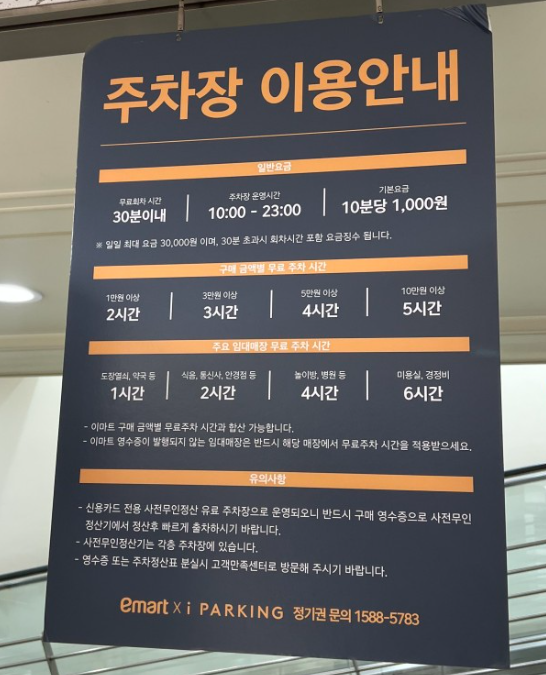 주차장 이용안내
일반요금
무료회차 시간 주차장 운영시간 기본요금
30분이내 10:00 - 23:00 10분당 1,000원
※ 일일 최대 요금 30,000원 이며, 30분 초과시 회차시간 포함 요금징수 됩니다.
구매 금액별 무료 주차 시간
1만원 이상 3만원 이상 5만원 이상 10만원 이상
2시간 3시간 4시간 5시간
주요 임대매장 무료 주차 시간
도장열쇠, 약국 등 식음, 통신사, 안경점 등 놀이방, 병원 등 미용실, 경정비
1시간 2시간 4시간 6시간
- 이마트 구매 금액별 무료주차 시간과 합산 가능합니다.
- 이마트 영수증이 발행되지 않는 임대매장은 반드시 해당 매장에서 무료주차 시간을 적용받으세요.
유의사항
- 신용카드 전용 사전무인정산 유료 주차장으로 운영되오니 반드시 구매 영수증으로 사전무인
정산기에서 정산후 빠르게 출차하시기 바랍니다.
- 사전무인정산기는 각층 주차장에 있습니다.
- 영수증 또는 주차정산표 분실시 고객만족센터로 방문해 주시기 바랍니다.
emart x i PARKING 정기권 문의 1588-5783